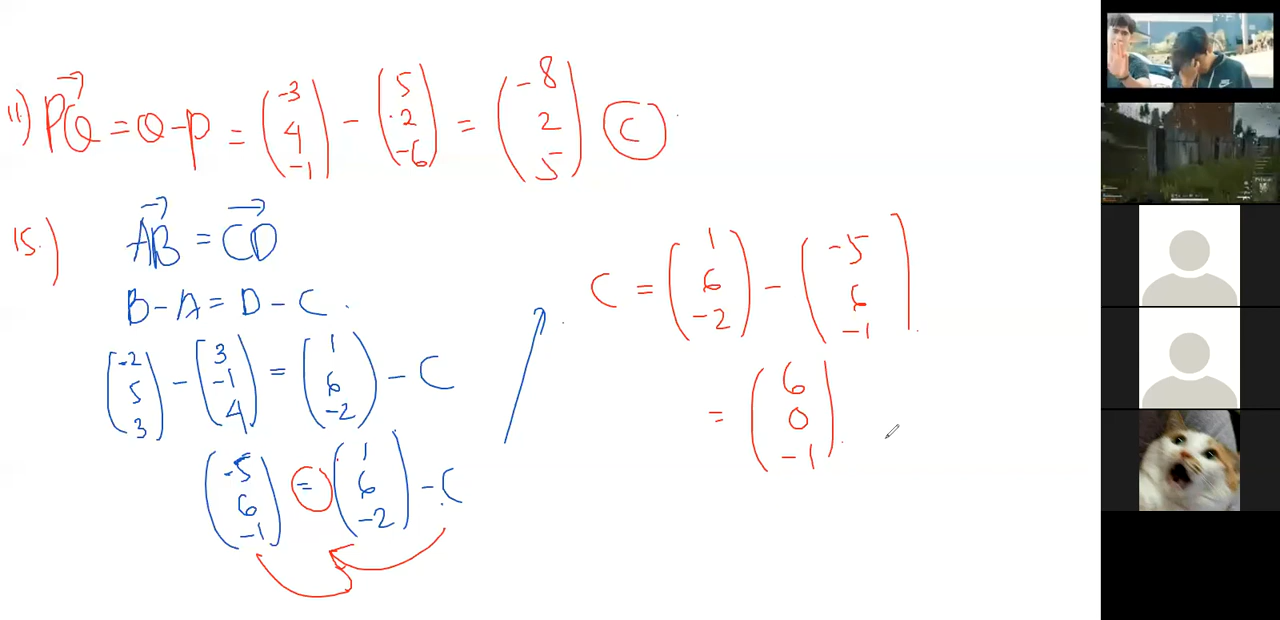 11) PQ = Q - P = (-3 4 -1) - (5 2 -6) = (-8 2 5) C
15.) AB = CD
B - A = D - C.
(-2 5 3) - (3 -1 4) = (1 6 -2) - C
(-5 6 -1) = (1 6 -2) - C
C = (1 6 -2) - (-5 6 -1)
= (6 0 -1)